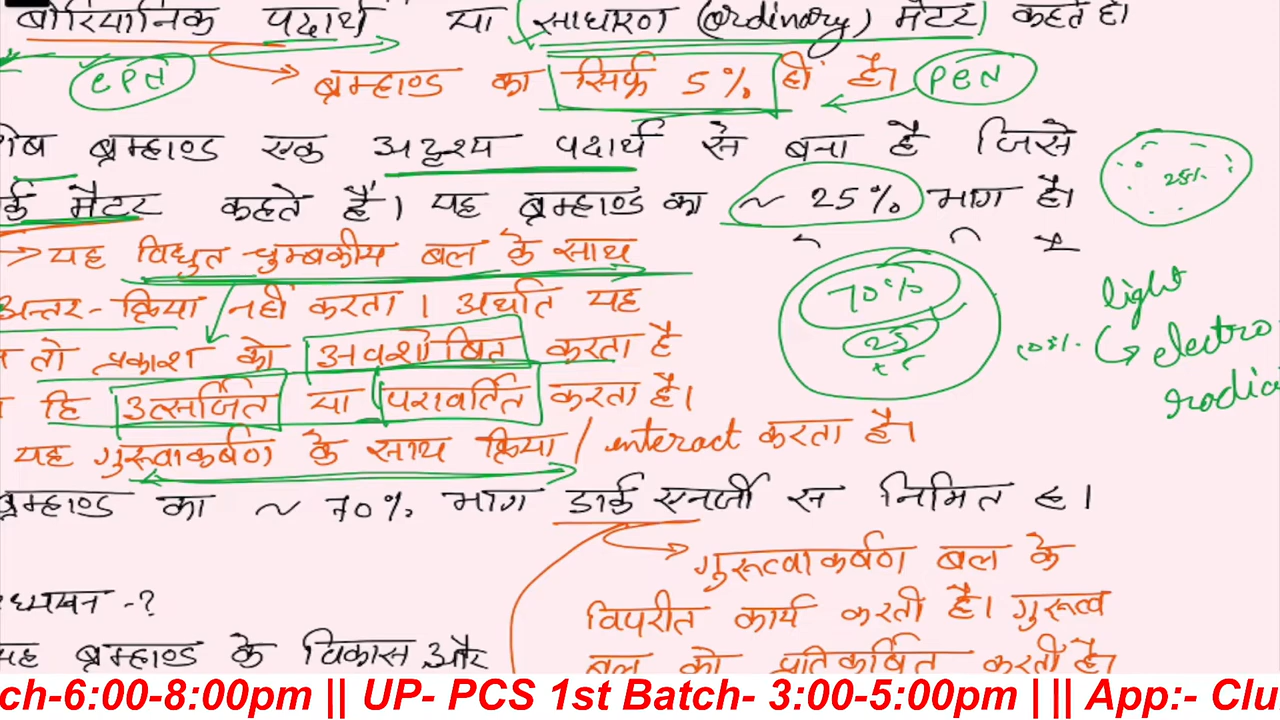 बेरियोनिक पदार्थ या साधारण (ordinary) मैटर कहते हैं।
epn
ब्रम्हाण्ड का सिर्फ 5% हीं है। pen
ब्रम्हाण्ड एक अदृश्य पदार्थ से बना है जिसे
मैटर कहते हैं। यह ब्रम्हाण्ड का ~ 25% भाग है।
25%
→ यह विद्युत-चुम्बकीय बल के साथ
अन्तर-क्रिया नहीं करता। अर्थात यह
तो प्रकाश को अवशोषित करता है
हि उत्सर्जित या परावर्तित करता है।
यह गुरूत्वाकर्षण के साथ क्रिया/interact करता है।
70%
25
light
electro
radia
ब्रम्हाण्ड का ~ 70% भाग डार्क एनर्जी से निर्मित है।
गुरूत्वाकर्षण बल के
विपरीत कार्य करती है। गुरूत्व
बल को प्रतिकर्षित करती है।
यह ब्रम्हाण्ड के विकास और
ch-6:00-8:00pm || UP- PCS 1st Batch- 3:00-5:00pm | || App:- Clu